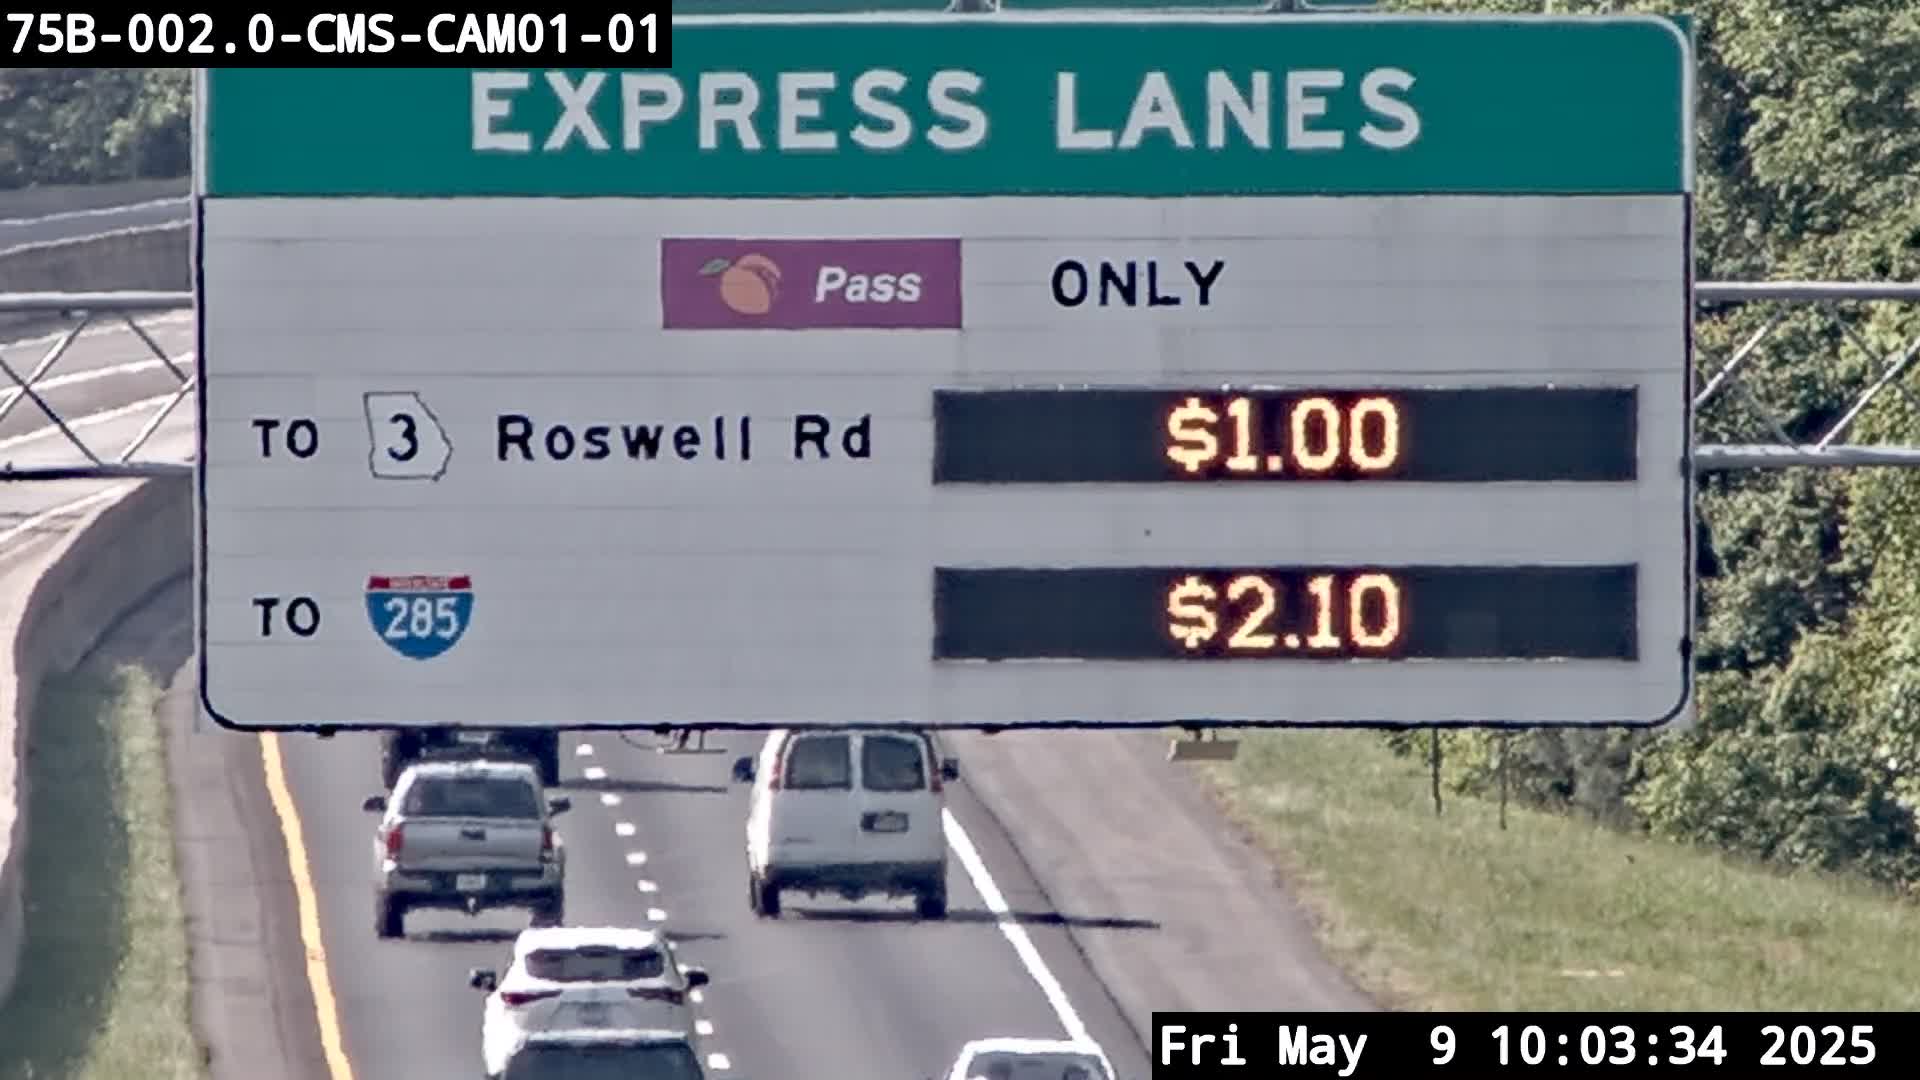 75B-002.0-CMS-CAM01-01
EXPRESS LANES
Pass ONLY
TO 3 Roswell Rd $1.00
TO 285 $2.10
Fri May 9 10:03:34 2025